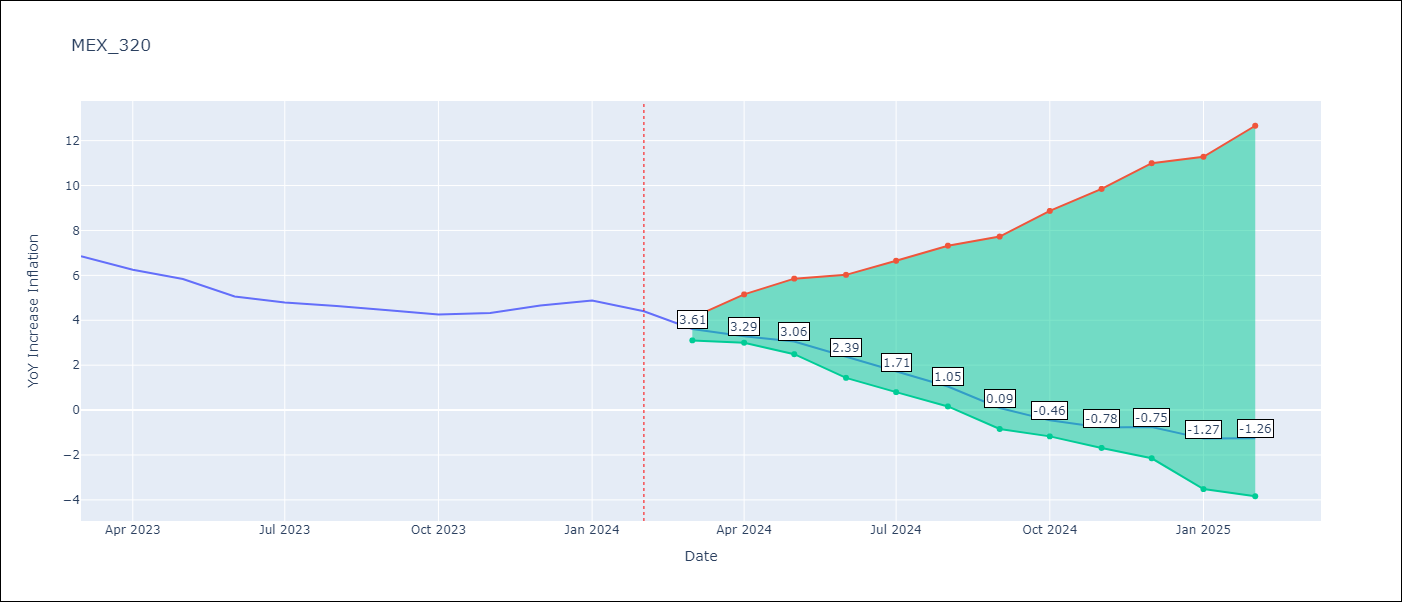 MEX_320
YoY Increase Inflation
12
10
8
6
4
2
0
−2
−4
3.61
3.29
3.06
2.39
1.71
1.05
0.09
-0.46
-0.78
-0.75
-1.27
-1.26
Apr 2023
Jul 2023
Oct 2023
Jan 2024
Apr 2024
Jul 2024
Oct 2024
Jan 2025
Date